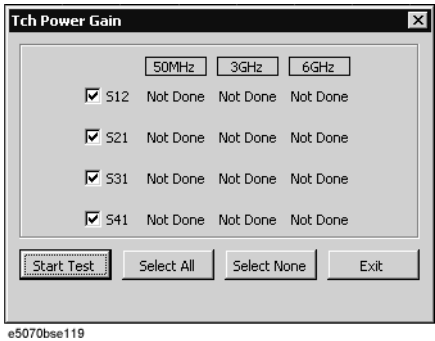 Tch Power Gain
50MHz 3GHz 6GHz
S12 Not Done Not Done Not Done
S21 Not Done Not Done Not Done
S31 Not Done Not Done Not Done
S41 Not Done Not Done Not Done
Start Test Select All Select None Exit
e5070bse119